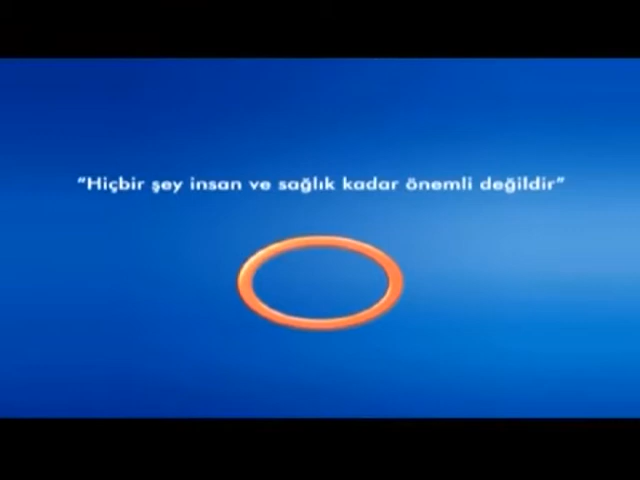 “Hiçbir şey insan ve sağlık kadar önemli değildir”